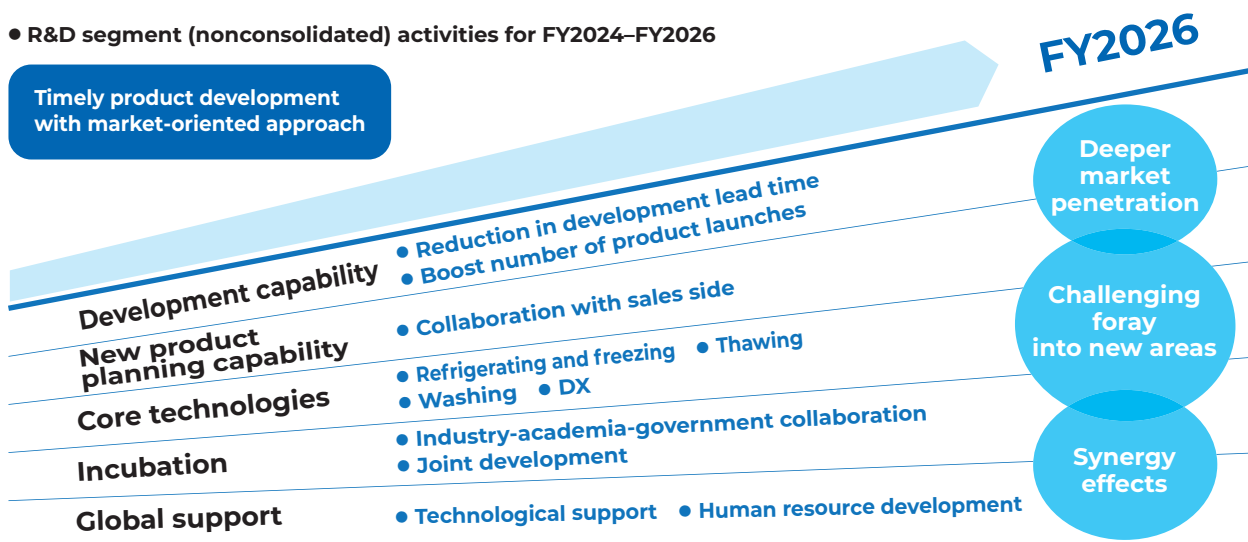 ● R&D segment (nonconsolidated) activities for FY2024–FY2026
FY2026
Timely product development
with market-oriented approach
Development capability
● Reduction in development lead time
● Boost number of product launches
New product
planning capability
● Collaboration with sales side
Core technologies
● Refrigerating and freezing ● Thawing
● Washing ● DX
Incubation
● Industry-academia-government collaboration
● Joint development
Global support
● Technological support ● Human resource development
Deeper
market
penetration
Challenging
foray
into new areas
Synergy
effects